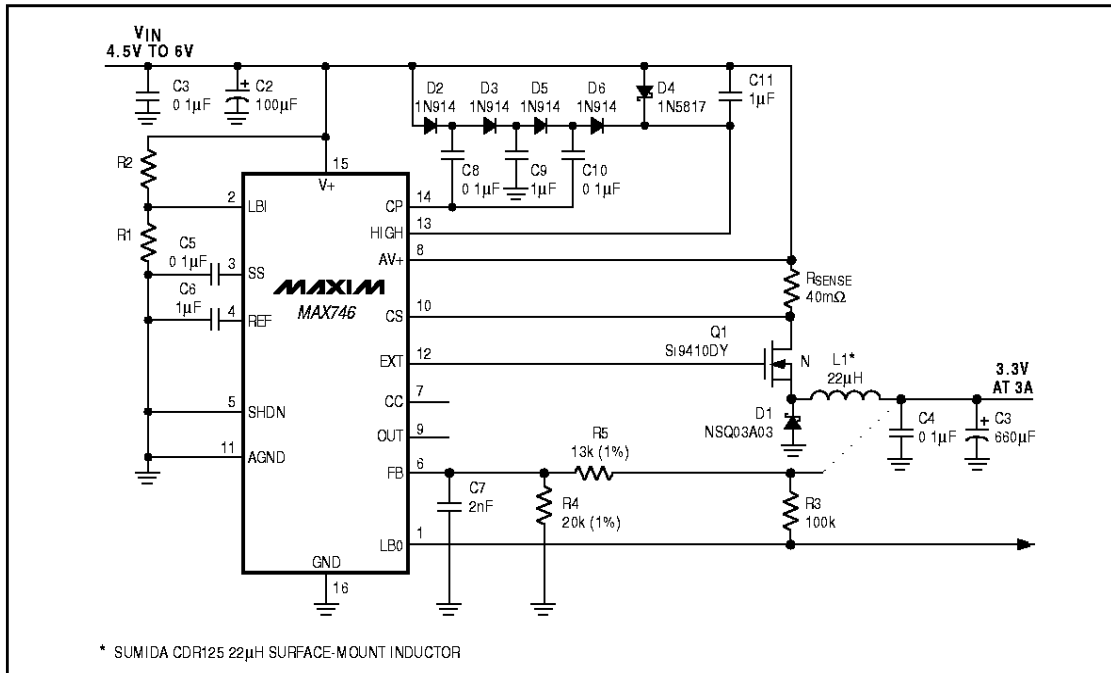 VIN
4.5V TO 6V
C3
0 1µF
C2
100µF
+
D2
1N914
D3
1N914
D5
1N914
D6
1N914
D4
1N5817
C11
1µF
R2
15
V+
C8
0 1µF
C9
1µF
C10
0 1µF
2
LBI
CP
14
HIGH
13
R1
AV+
8
C5
0 1µF
3
SS
MAXIM
MAX746
RSENSE
40mΩ
C6
1µF
4
REF
CS
10
Q1
Si9410DY
N
EXT
12
L1*
22µH
3.3V
AT 3A
CC
7
5
SHDN
D1
NSQ03A03
C4
0 1µF
+
C3
660µF
OUT
9
R5
13k (1%)
11
AGND
FB
6
C7
2nF
R4
20k (1%)
R3
100k
LB0
1
GND
16
* SUMIDA CDR125 22µH SURFACE-MOUNT INDUCTOR